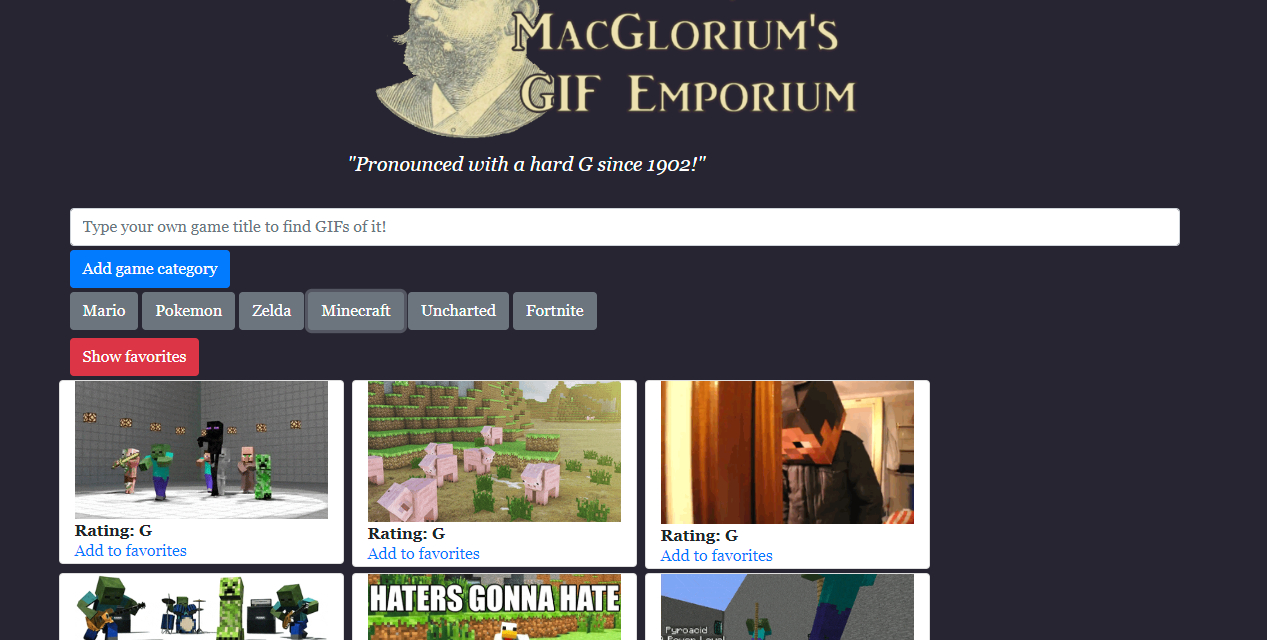 MacGlorium's
GIF Emporium
"Pronounced with a hard G since 1902!"
Type your own game title to find GIFs of it!
Add game category
Mario Pokemon Zelda Minecraft Uncharted Fortnite
Show favorites
Rating: G Rating: G Rating: G
Add to favorites Add to favorites Add to favorites
HATERS GONNA HATE
Pyroacid